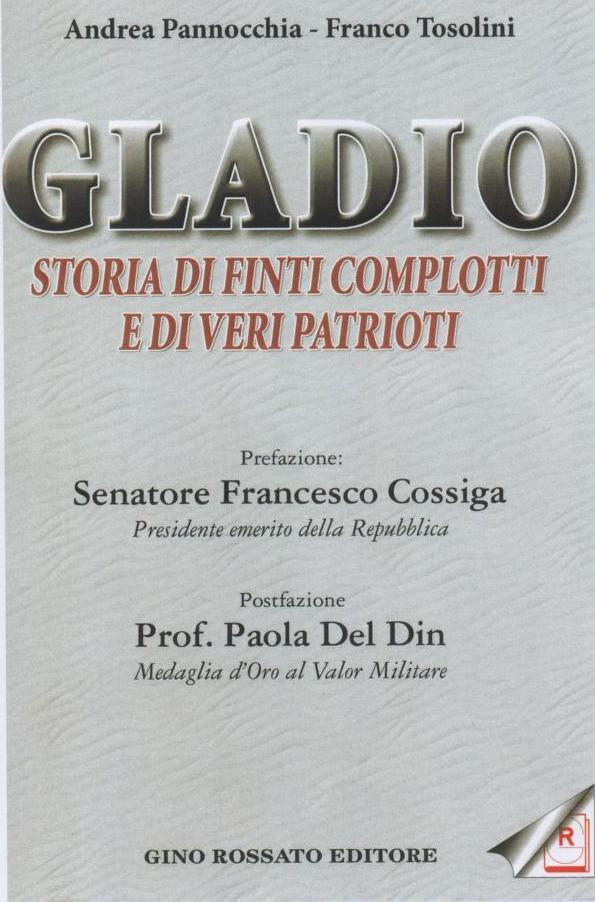 Andrea Pannocchia - Franco Tosolini
GLADIO
STORIA DI FINTI COMPLOTTI
E DI VERI PATRIOTI
Prefazione:
Senatore Francesco Cossiga
Presidente emerito della Repubblica
Postfazione
Prof. Paola Del Din
Medaglia d'Oro al Valor Militare
GINO ROSSATO EDITORE
R